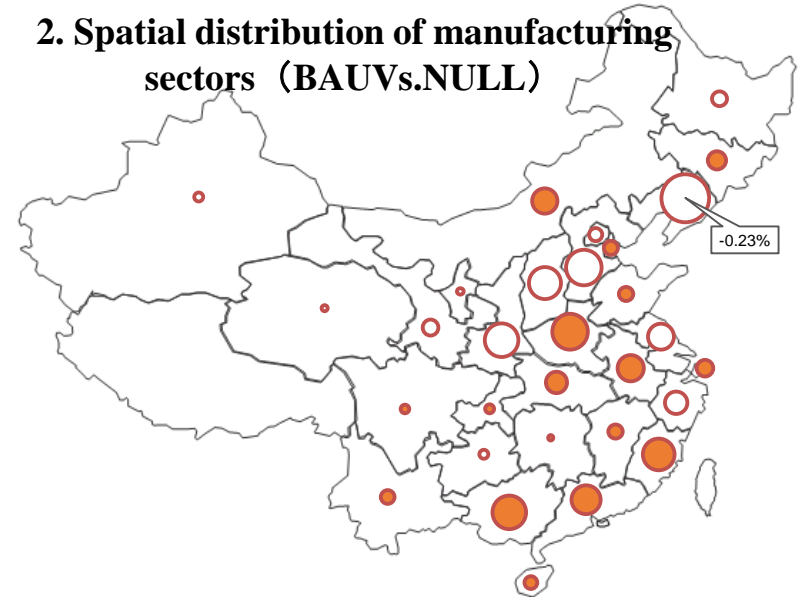 2. Spatial distribution of manufacturing
sectors（BAUVs.NULL）
-0.23%